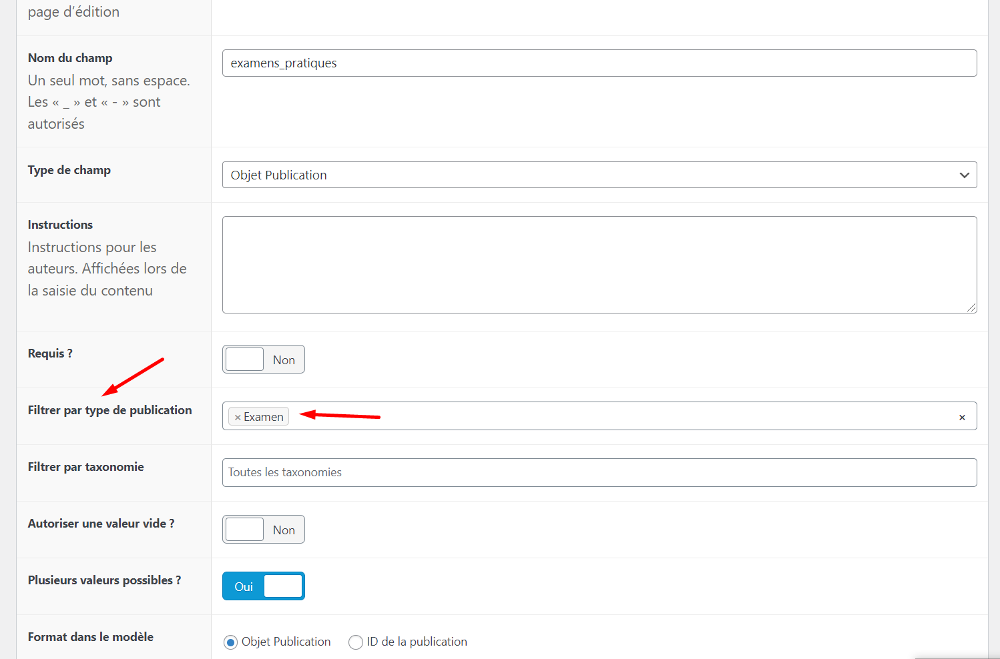 page d’édition
Nom du champ
Un seul mot, sans espace.
Les « _ » et « - » sont
autorisés
examens_pratiques
Type de champ
Objet Publication
Instructions
Instructions pour les
auteurs. Affichées lors de
la saisie du contenu
Requis ?
Non
Filtrer par type de publication
× Examen
×
Filtrer par taxonomie
Toutes les taxonomies
Autoriser une valeur vide ?
Non
Plusieurs valeurs possibles ?
Oui
Format dans le modèle
Objet Publication ID de la publication